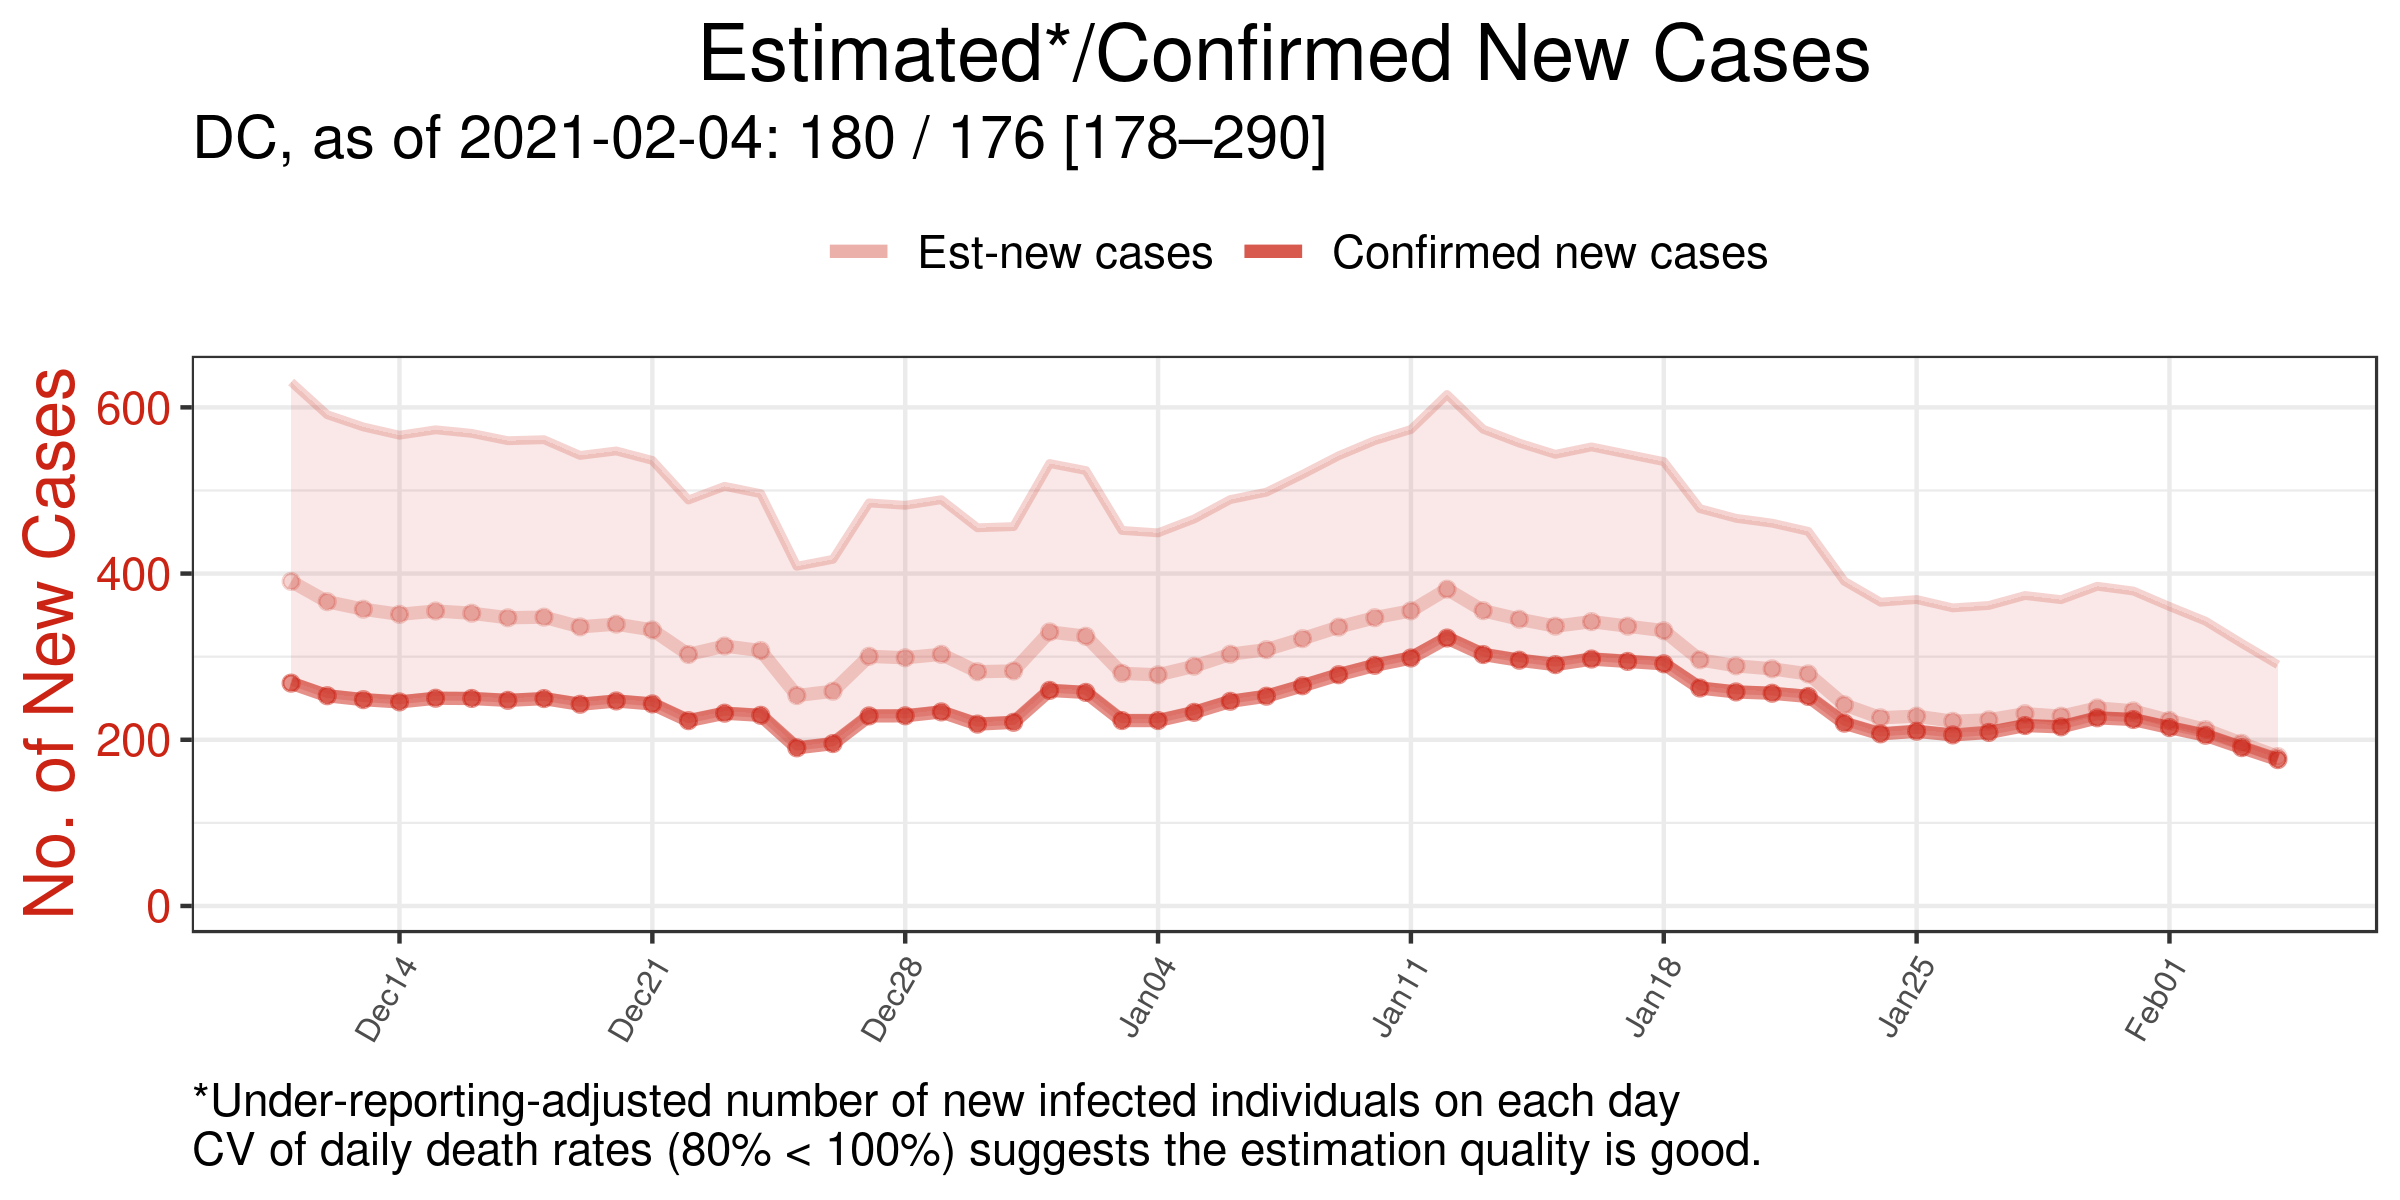 Estimated*/Confirmed New Cases
DC, as of 2021-02-04: 180 / 176 [178–290]
Est-new cases
Confirmed new cases
No. of New Cases
600
400
200
0
Dec14
Dec21
Dec28
Jan04
Jan11
Jan18
Jan25
Feb01
*Under-reporting-adjusted number of new infected individuals on each day
CV of daily death rates (80% < 100%) suggests the estimation quality is good.